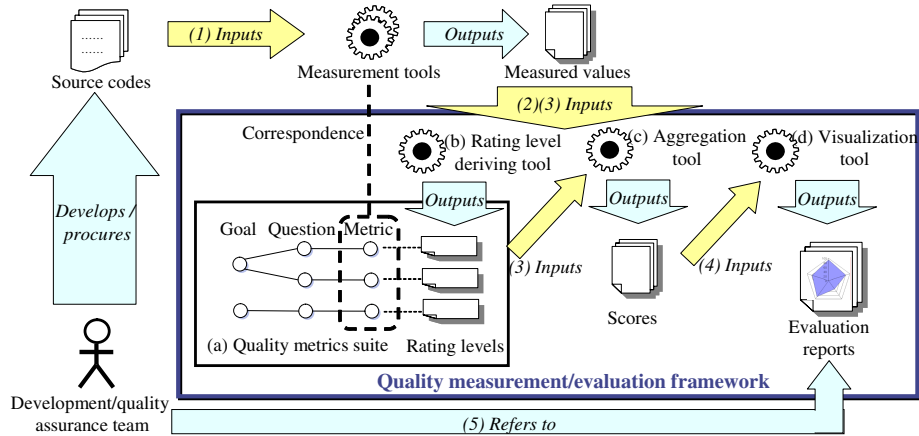 ......
......
(1) Inputs
Outputs
Source codes
Measurement tools
Measured values
(2)(3) Inputs
Correspondence
(b) Rating level
deriving tool
(c) Aggregation
tool
(d) Visualization
tool
Develops /
procures
Outputs
Outputs
Outputs
Goal
Question
Metric
(3) Inputs
(4) Inputs
Scores
Evaluation
reports
(a) Quality metrics suite
Rating levels
Quality measurement/evaluation framework
Development/quality
assurance team
(5) Refers to